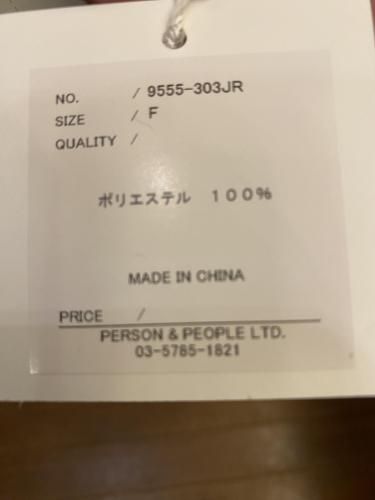 NO. / 9555-303JR
SIZE / F
QUALITY /
ポリエステル １００％
MADE IN CHINA
PRICE /
PERSON & PEOPLE LTD.
03-5785-1821